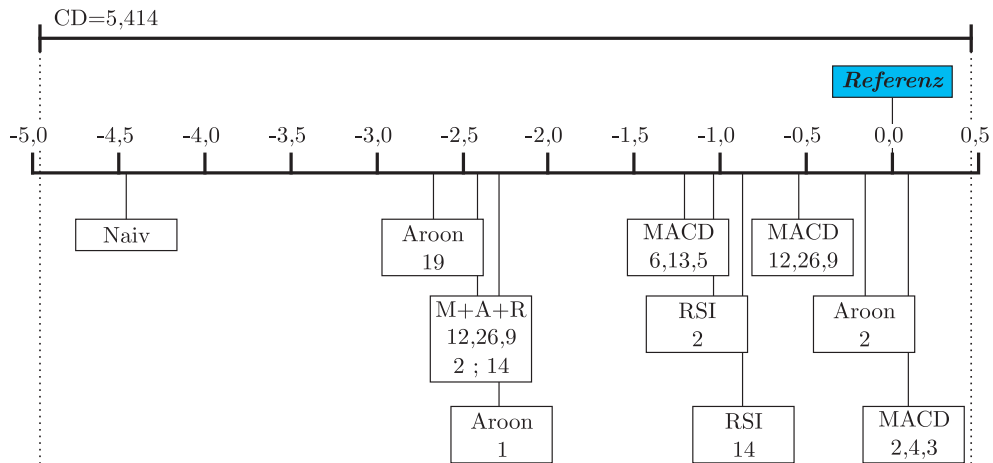 CD=5,414
Referenz
-5,0 -4,5 -4,0 -3,5 -3,0 -2,5 -2,0 -1,5 -1,0 -0,5 0,0 0,5
Naiv
Aroon
19
MACD
6,13,5
MACD
12,26,9
M+A+R
12,26,9
2 ; 14
RSI
2
Aroon
2
Aroon
1
RSI
14
MACD
2,4,3